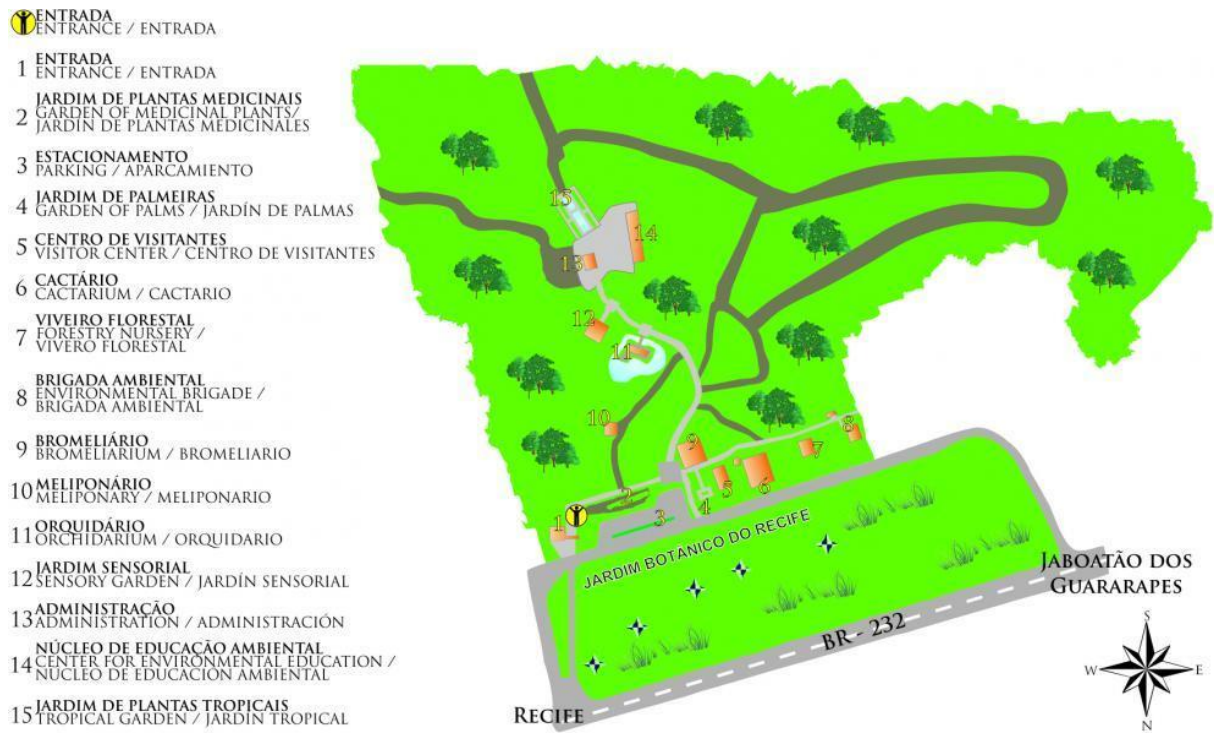 ENTRADA
ENTRANCE / ENTRADA
1 ENTRADA
ENTRANCE / ENTRADA
2 JARDIM DE PLANTAS MEDICINAIS
GARDEN OF MEDICINAL PLANTS/
JARDÍN DE PLANTAS MEDICINALES
3 ESTACIONAMENTO
PARKING / APARCAMIENTO
4 JARDIM DE PALMEIRAS
GARDEN OF PALMS / JARDÍN DE PALMAS
5 CENTRO DE VISITANTES
VISITOR CENTER / CENTRO DE VISITANTES
6 CACTÁRIO
CACTARIUM / CACTARIO
7 VIVEIRO FLORESTAL
FORESTRY NURSERY /
VIVERO FLORESTAL
8 BRIGADA AMBIENTAL
ENVIRONMENTAL BRIGADE /
BRIGADA AMBIENTAL
9 BROMELIÁRIO
BROMELIARIUM / BROMELIARIO
10 MELIPONÁRIO
MELIPONARY / MELIPONARIO
11 ORQUIDÁRIO
ORCHIDARIUM / ORQUIDARIO
12 JARDIM SENSORIAL
SENSORY GARDEN / JARDÍN SENSORIAL
13 ADMINISTRAÇÃO
ADMINISTRATION / ADMINISTRACIÓN
14 NÚCLEO DE EDUCAÇÃO AMBIENTAL
CENTER FOR ENVIRONMENTAL EDUCATION /
NÚCLEO DE EDUCACIÓN AMBIENTAL
15 JARDIM DE PLANTAS TROPICAIS
TROPICAL GARDEN / JARDÍN TROPICAL
15
14
13
12
11
10
9
8
7
6
5
4
3
2
1
JARDIM BOTÂNICO DO RECIFE
JABOATÃO DOS
GUARARAPES
BR - 232
RECIFE
S
W
E
N